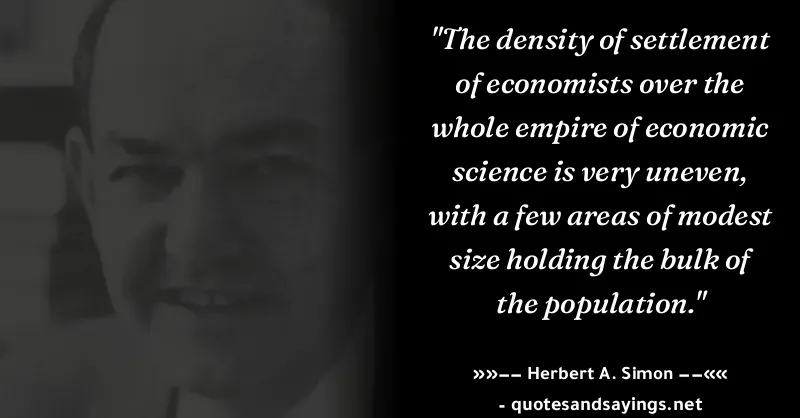 "The density of settlement
of economists over the
whole empire of economic
science is very uneven,
with a few areas of modest
size holding the bulk of
the population."
»»–– Herbert A. Simon ––««
- quotesandsayings.net